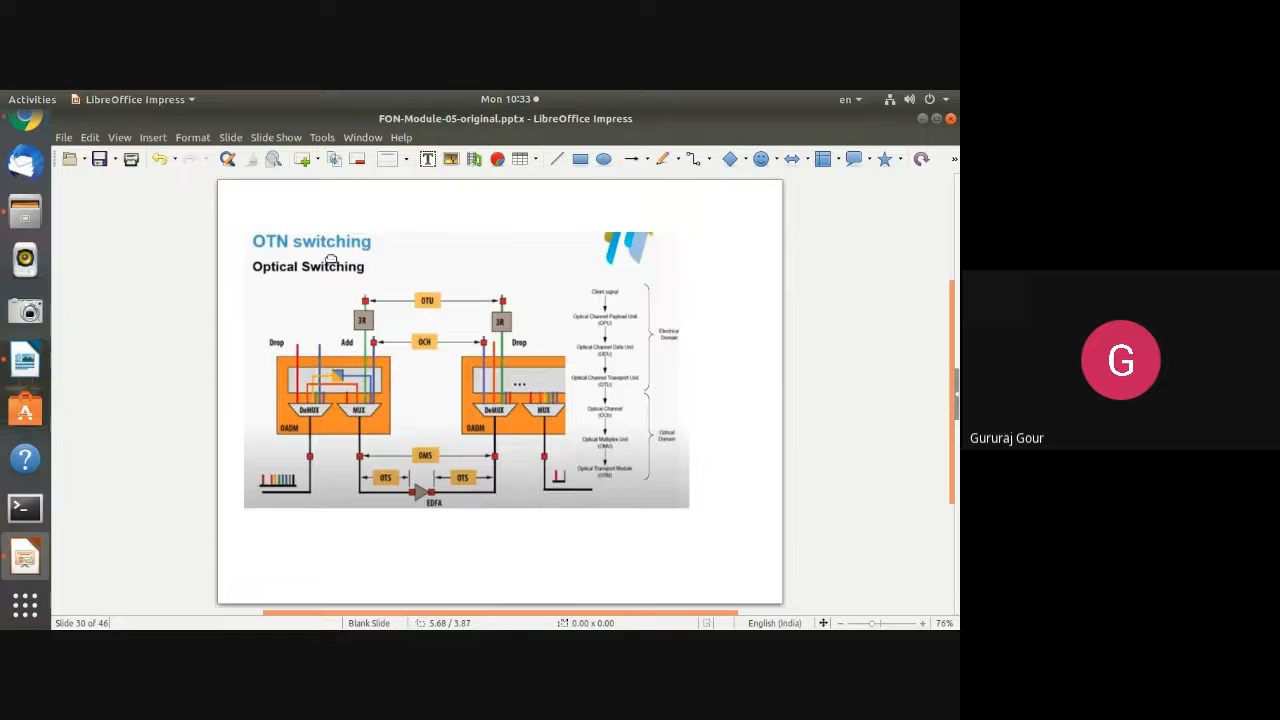 Activities
LibreOffice Impress
Mon 10:33
en
FON-Module-05-original.pptx - LibreOffice Impress
File Edit View Insert Format Slide Slide Show Tools Window Help
OTN switching
Optical Switching
OTU
3R
3R
OCH
Drop
Add
Drop
...
DeMUX
MUX
DeMUX
MUX
OADM
OADM
OMS
OTS
OTS
EDFA
Client signal
Optical Channel Payload Unit
(OPU)
Optical Channel Data Unit
(ODU)
Optical Channel Transport Unit
(OTU)
Optical Channel
(OCh)
Optical Multiplex Unit
(OMU)
Optical Transport Module
(OTM)
Electrical
Domain
Optical
Domain
Slide 30 of 46
Blank Slide
5.68 / 3.87
0.00 x 0.00
English (India)
76%
G
Gururaj Gour